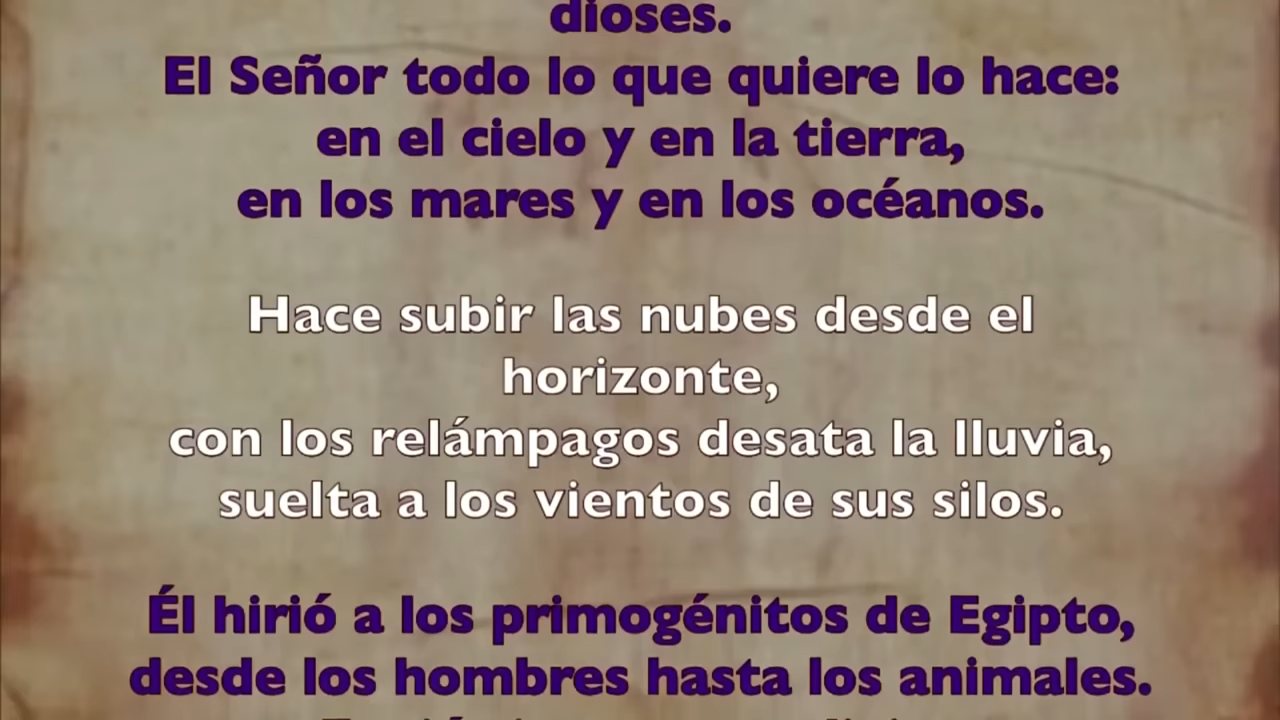 dioses.
El Señor todo lo que quiere lo hace:
en el cielo y en la tierra,
en los mares y en los océanos.
Hace subir las nubes desde el
horizonte,
con los relámpagos desata la lluvia,
suelta a los vientos de sus silos.
Él hirió a los primogénitos de Egipto,
desde los hombres hasta los animales.